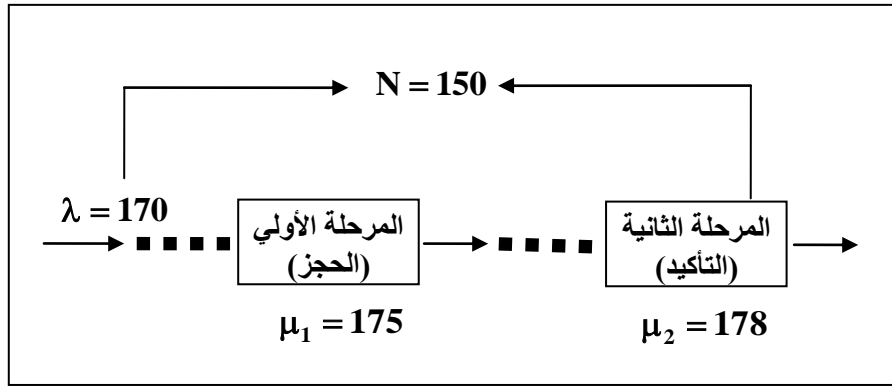 N = 150
λ = 170
المرحلة الأولي
(الحجز)
المرحلة الثانية
(التأكيد)
μ₁ = 175
μ₂ = 178